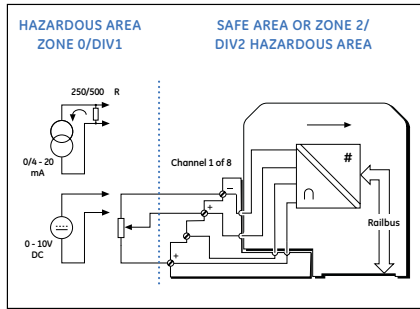 HAZARDOUS AREA
ZONE 0/DIV1
SAFE AREA OR ZONE 2/
DIV2 HAZARDOUS AREA
250/500 R
0/4 - 20
mA
Channel 1 of 8
#
−
+
∩
Railbus
0 - 10V
DC
+